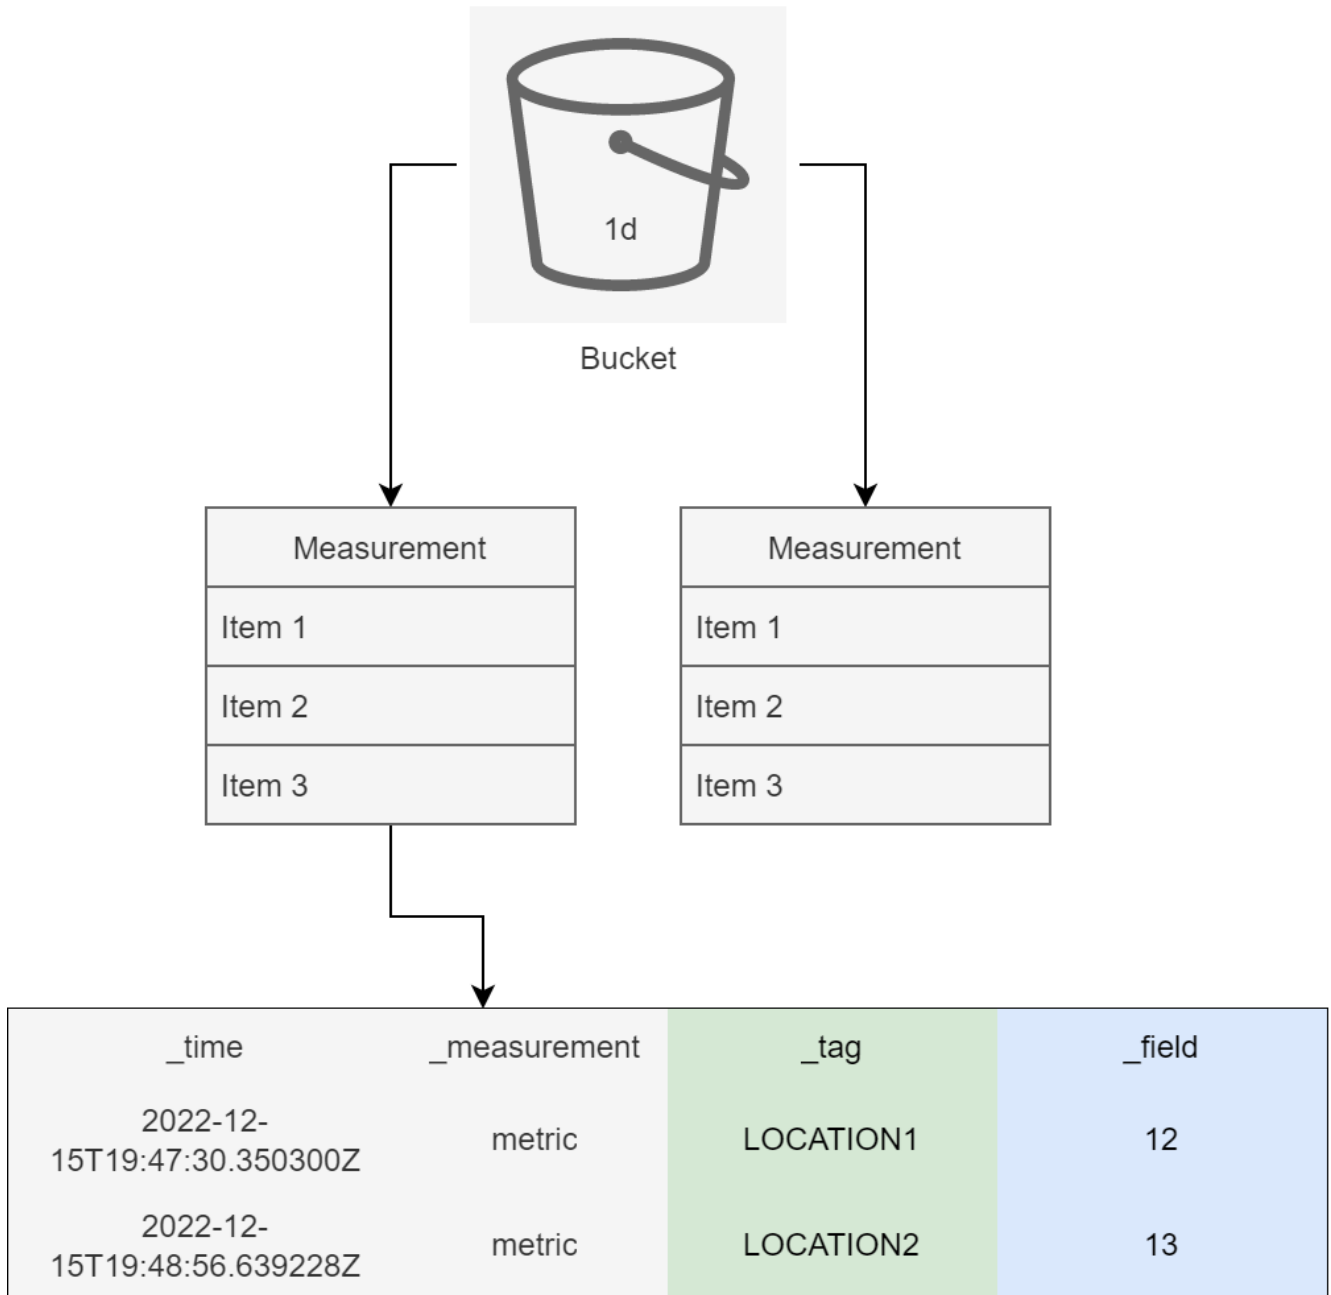 1d
Bucket
Measurement
Item 1
Item 2
Item 3
Measurement
Item 1
Item 2
Item 3
_time _measurement _tag _field
2022-12-
15T19:47:30.350300Z metric LOCATION1 12
2022-12-
15T19:48:56.639228Z metric LOCATION2 13